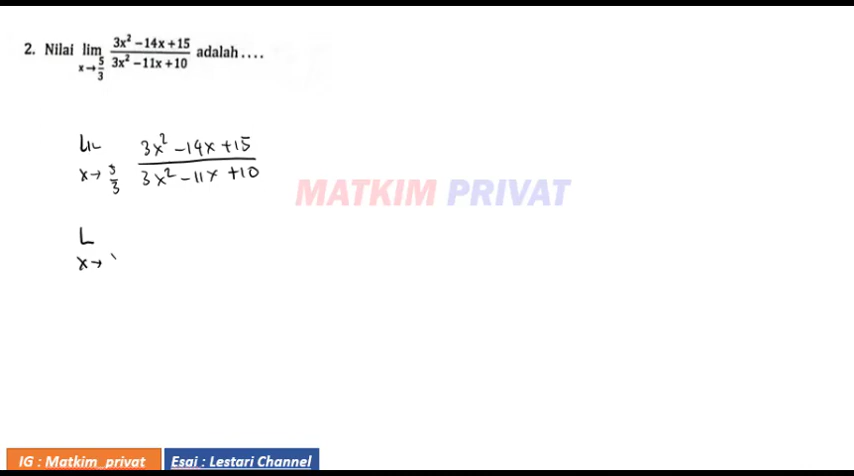 2. Nilai lim x→5/3 3x² −14x+15 / 3x² −11x+10 adalah ....
Lim x→5/3 3x² −14x +15 / 3x² −11x +10
MATKIM PRIVAT
L
x→
IG : Matkim_privat Esai : Lestari Channel